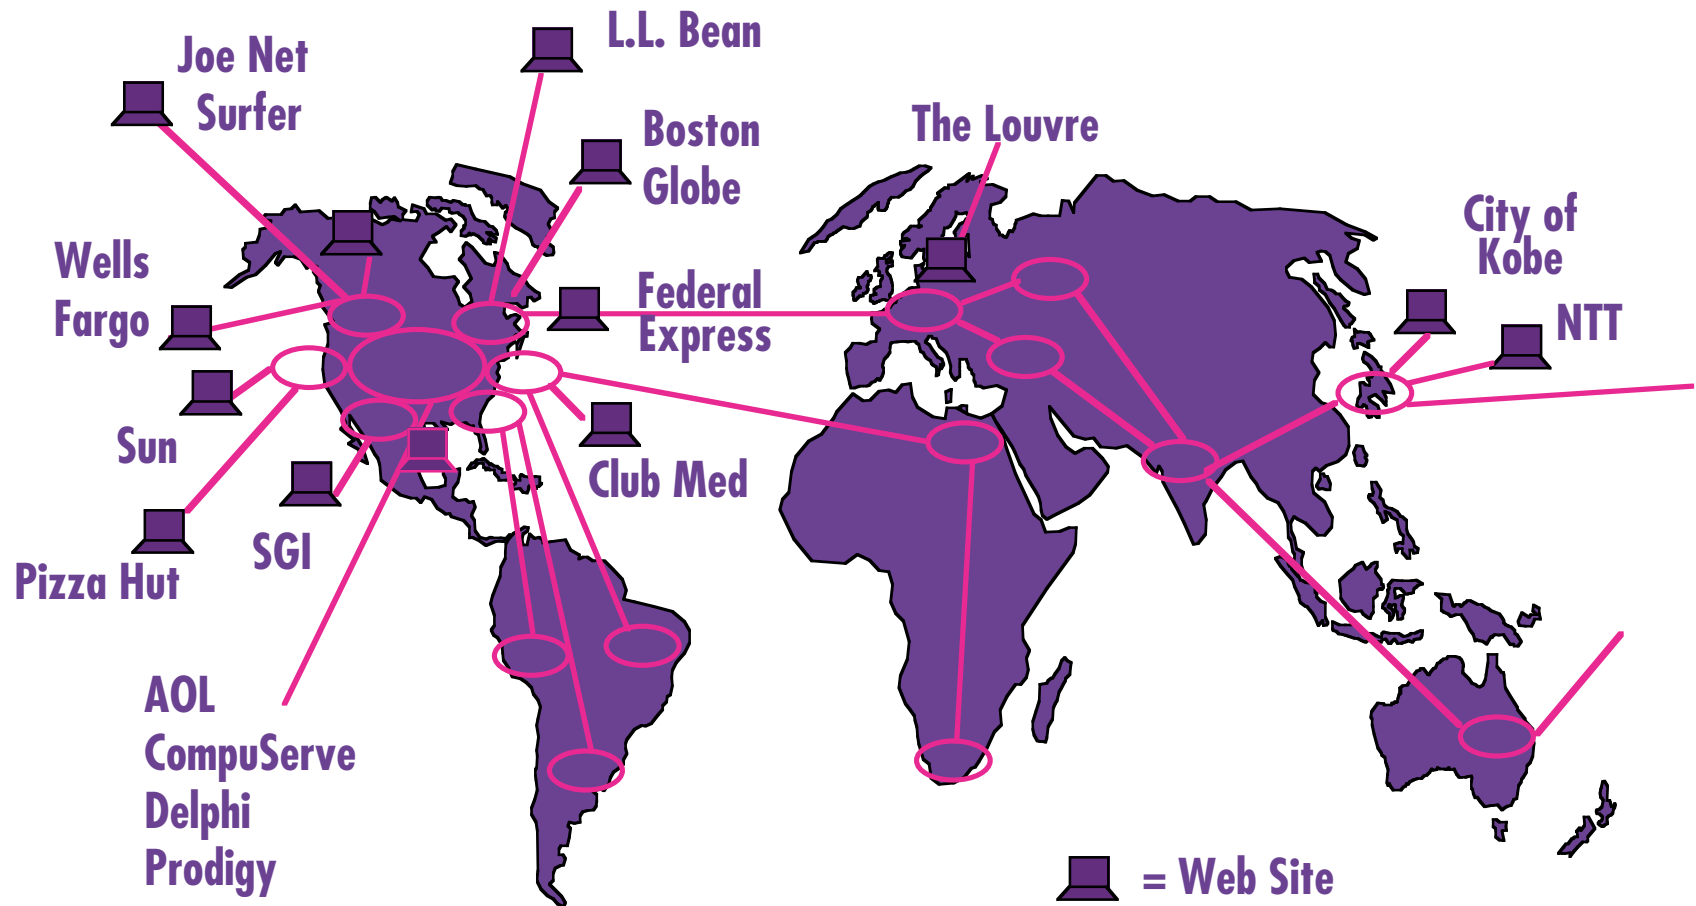 L.L. Bean
Joe Net
Surfer
Boston
Globe
The Louvre
City of
Kobe
Wells
Fargo
Federal
Express
NTT
Sun
Club Med
SGI
Pizza Hut
AOL
CompuServe
Delphi
Prodigy
= Web Site